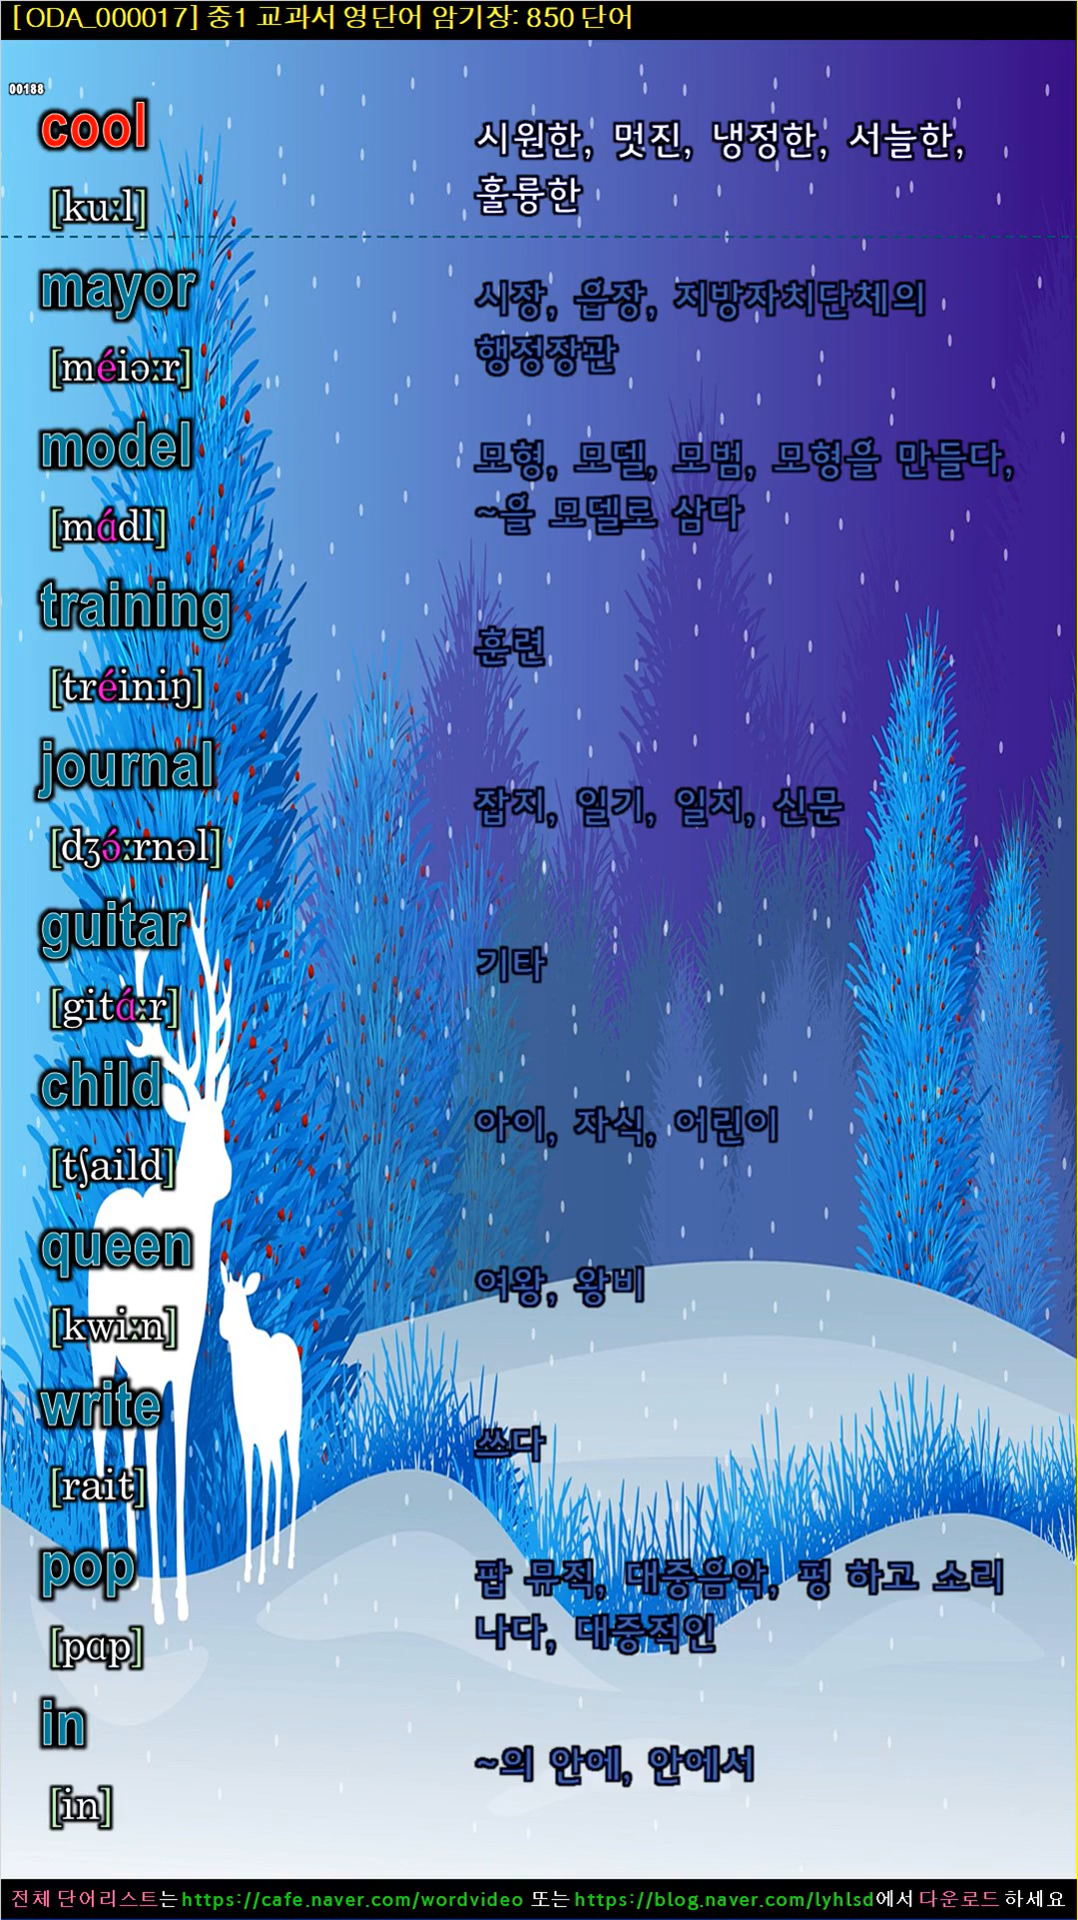 [ODA_000017] 중1 교과서 영단어 암기장: 850 단어
00188
cool
시원한, 멋진, 냉정한, 서늘한,
훌륭한
[kuːl]
mayor
시장, 읍장, 지방자치단체의
행정장관
[méiəːr]
model
모형, 모델, 모범, 모형을 만들다,
~을 모델로 삼다
[mádl]
training
훈련
[tréiniŋ]
journal
잡지, 일기, 일지, 신문
[dʒə́ːrnəl]
guitar
기타
[gitáːr]
child
아이, 자식, 어린이
[tʃaild]
queen
여왕, 왕비
[kwiːn]
write
쓰다
[rait]
pop
팝 뮤직, 대중음악, 펑 하고 소리
나다, 대중적인
[pɑp]
in
~의 안에, 안에서
[in]
전체 단어리스트는 https://cafe.naver.com/wordvideo 또는 https://blog.naver.com/lyhlsd에서 다운로드 하세요